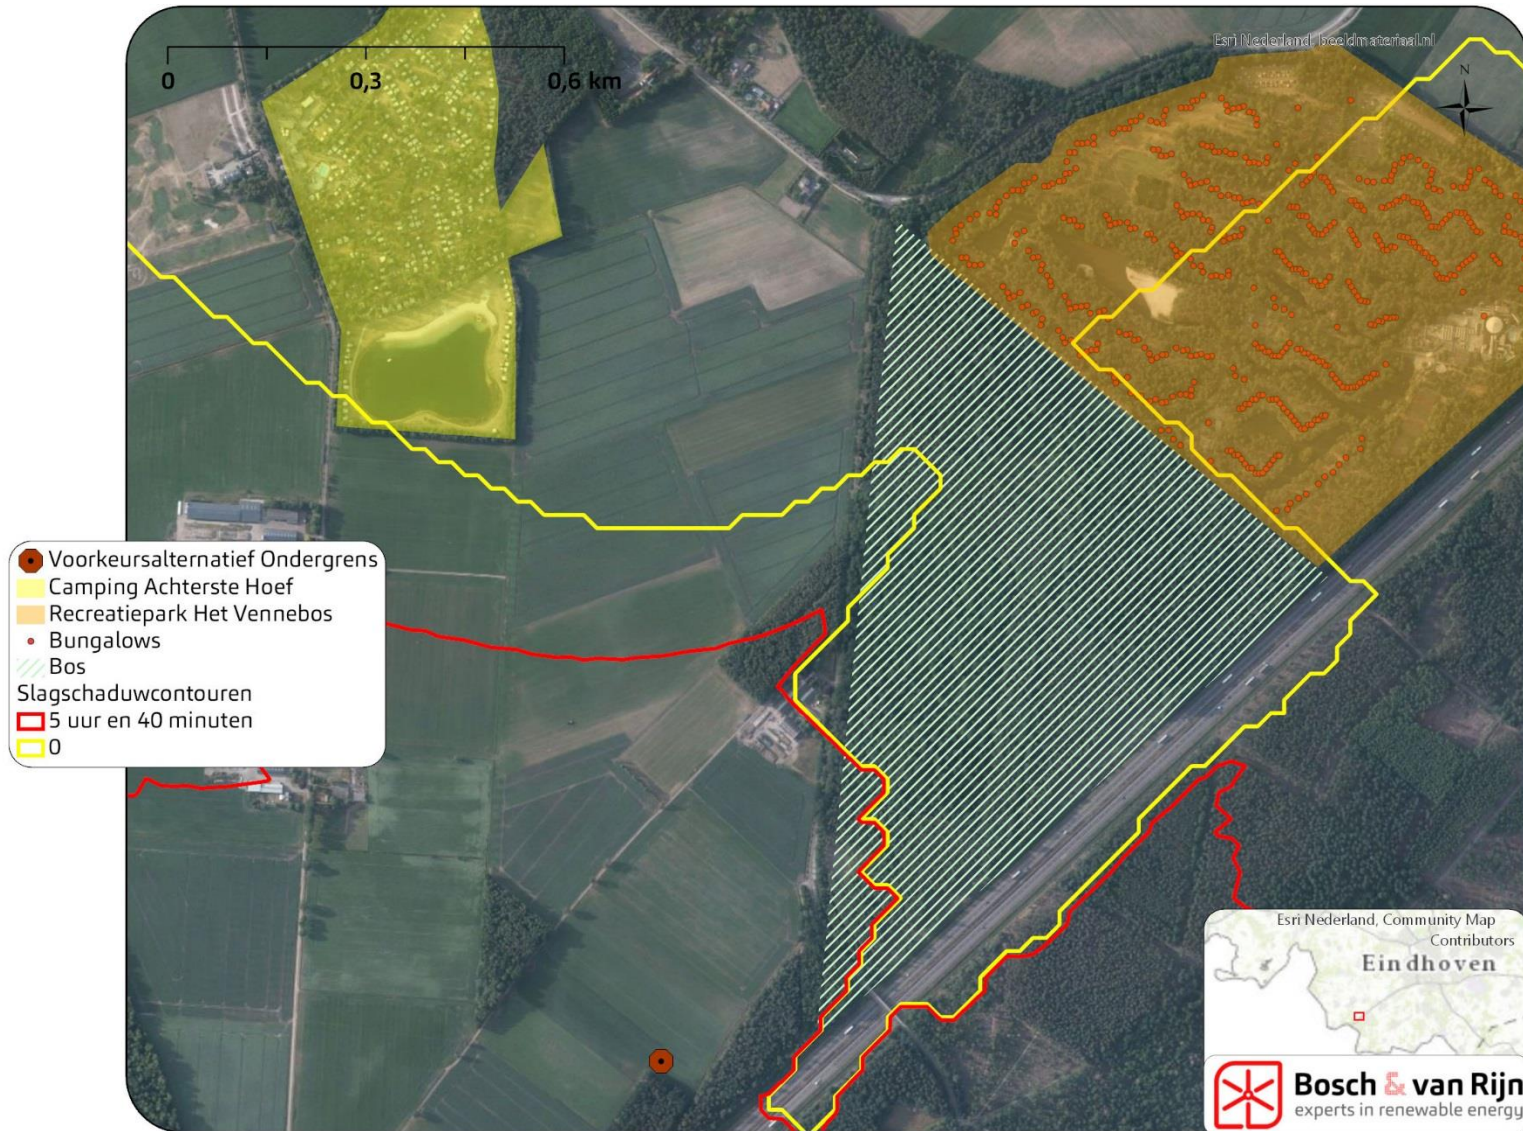 Esri Nederland, beeldmateriaal.nl
0 0,3 0,6 km
N
Voorkeursalternatief Ondergrens
Camping Achterste Hoef
Recreatiepark Het Vennebos
Bungalows
Bos
Slagschaduwcontouren
5 uur en 40 minuten
0
Esri Nederland, Community Map
Contributors
Eindhoven
Bosch & van Rijn
experts in renewable energy